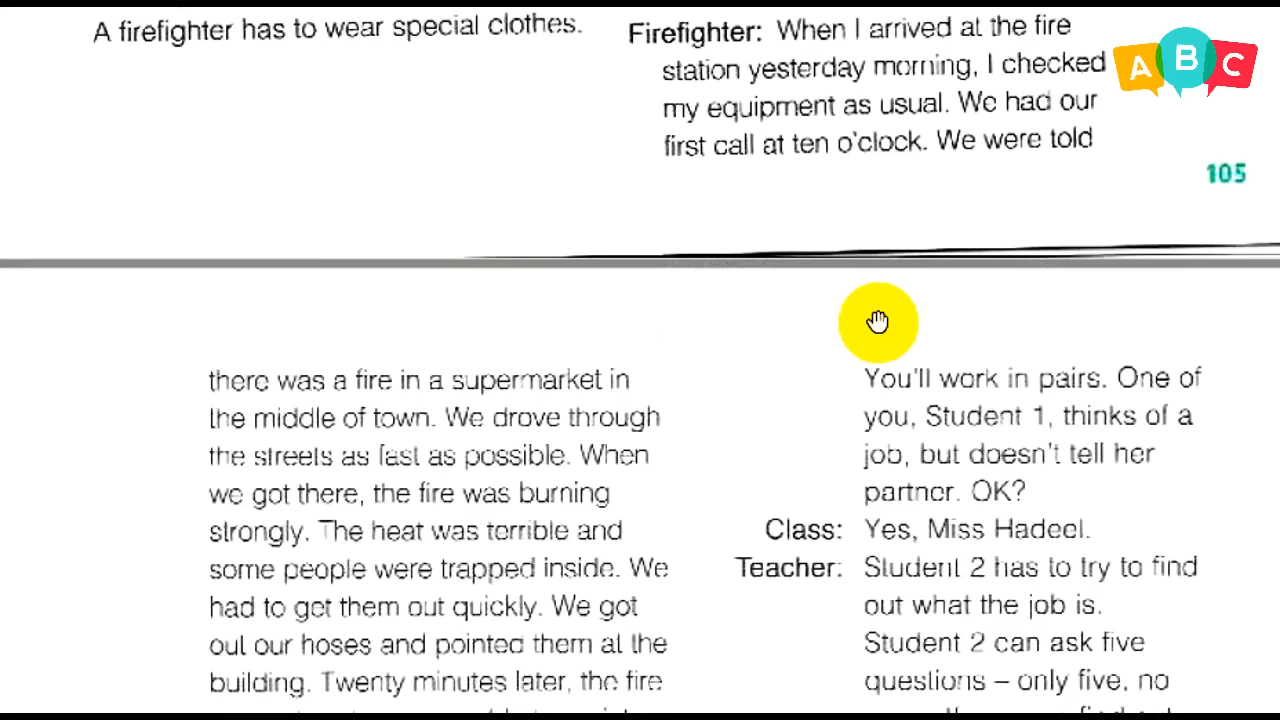 A firefighter has to wear special clothes.
Firefighter: When I arrived at the fire
station yesterday morning, I checked
my equipment as usual. We had our
first call at ten o'clock. We were told
A B C
105
there was a fire in a supermarket in
the middle of town. We drove through
the streets as fast as possible. When
we got there, the fire was burning
strongly. The heat was terrible and
some people were trapped inside. We
had to get them out quickly. We got
out our hoses and pointed them at the
building. Twenty minutes later, the fire
You'll work in pairs. One of
you, Student 1, thinks of a
job, but doesn't tell her
partner. OK?
Class: Yes, Miss Hadeel.
Teacher: Student 2 has to try to find
out what the job is.
Student 2 can ask five
questions – only five, no